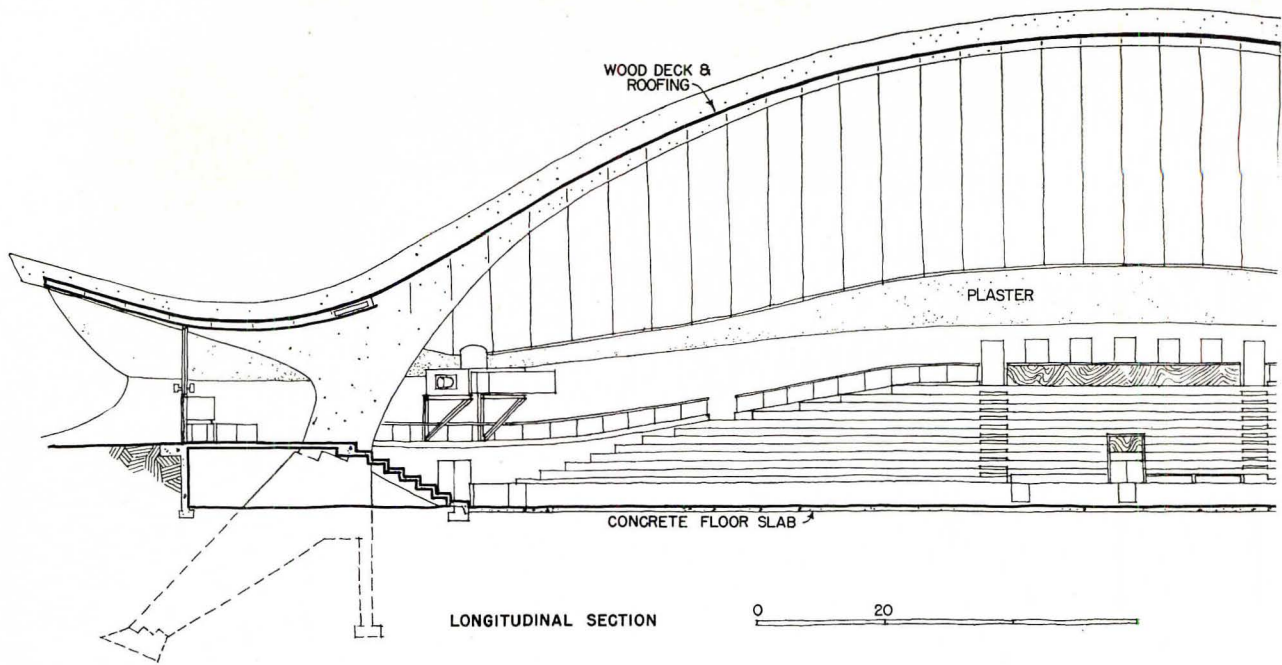 WOOD DECK &
ROOFING
PLASTER
CONCRETE FLOOR SLAB
LONGITUDINAL SECTION
0 20